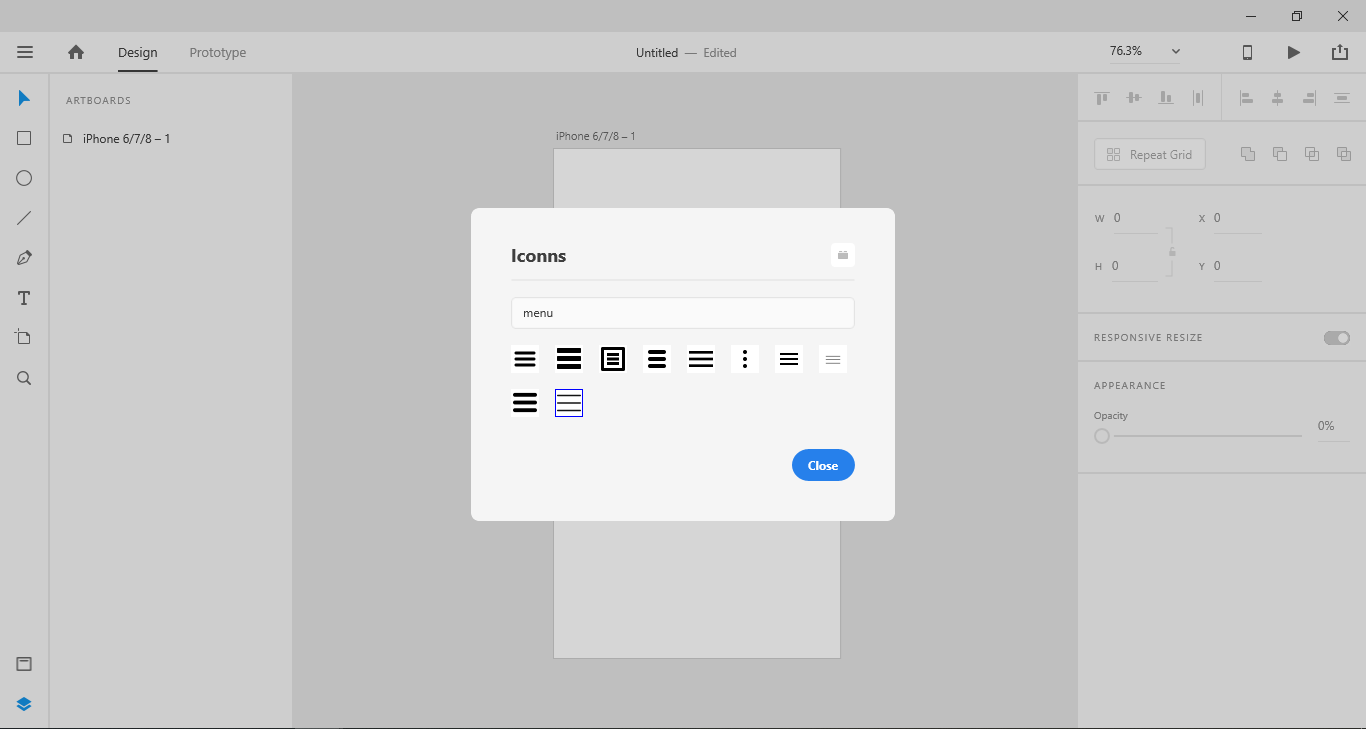 Design
Prototype
Untitled — Edited
76.3%
ARTBOARDS
iPhone 6/7/8 – 1
iPhone 6/7/8 – 1
Iconns
menu
Close
Repeat Grid
W 0
X 0
H 0
Y 0
RESPONSIVE RESIZE
APPEARANCE
Opacity
0%